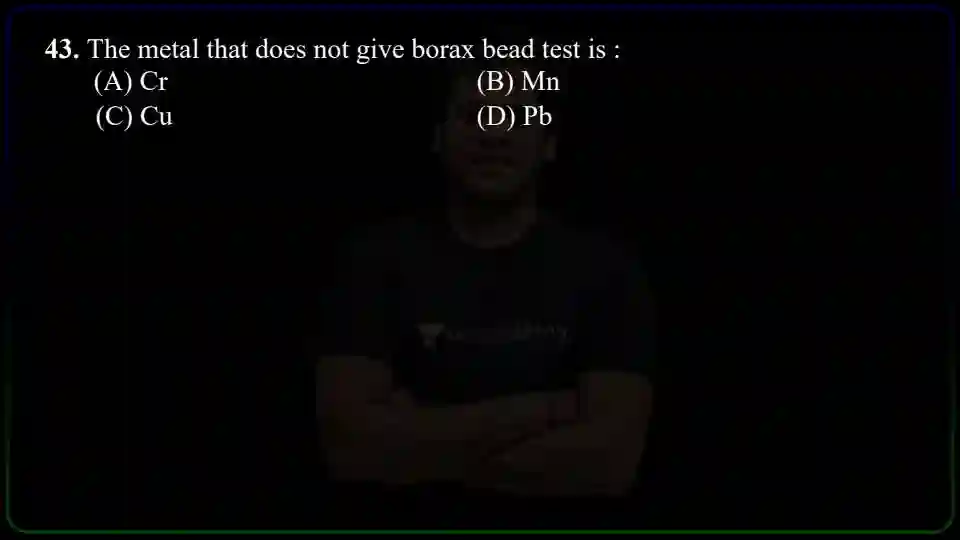 43. The metal that does not give borax bead test is :
(A) Cr (B) Mn
(C) Cu (D) Pb